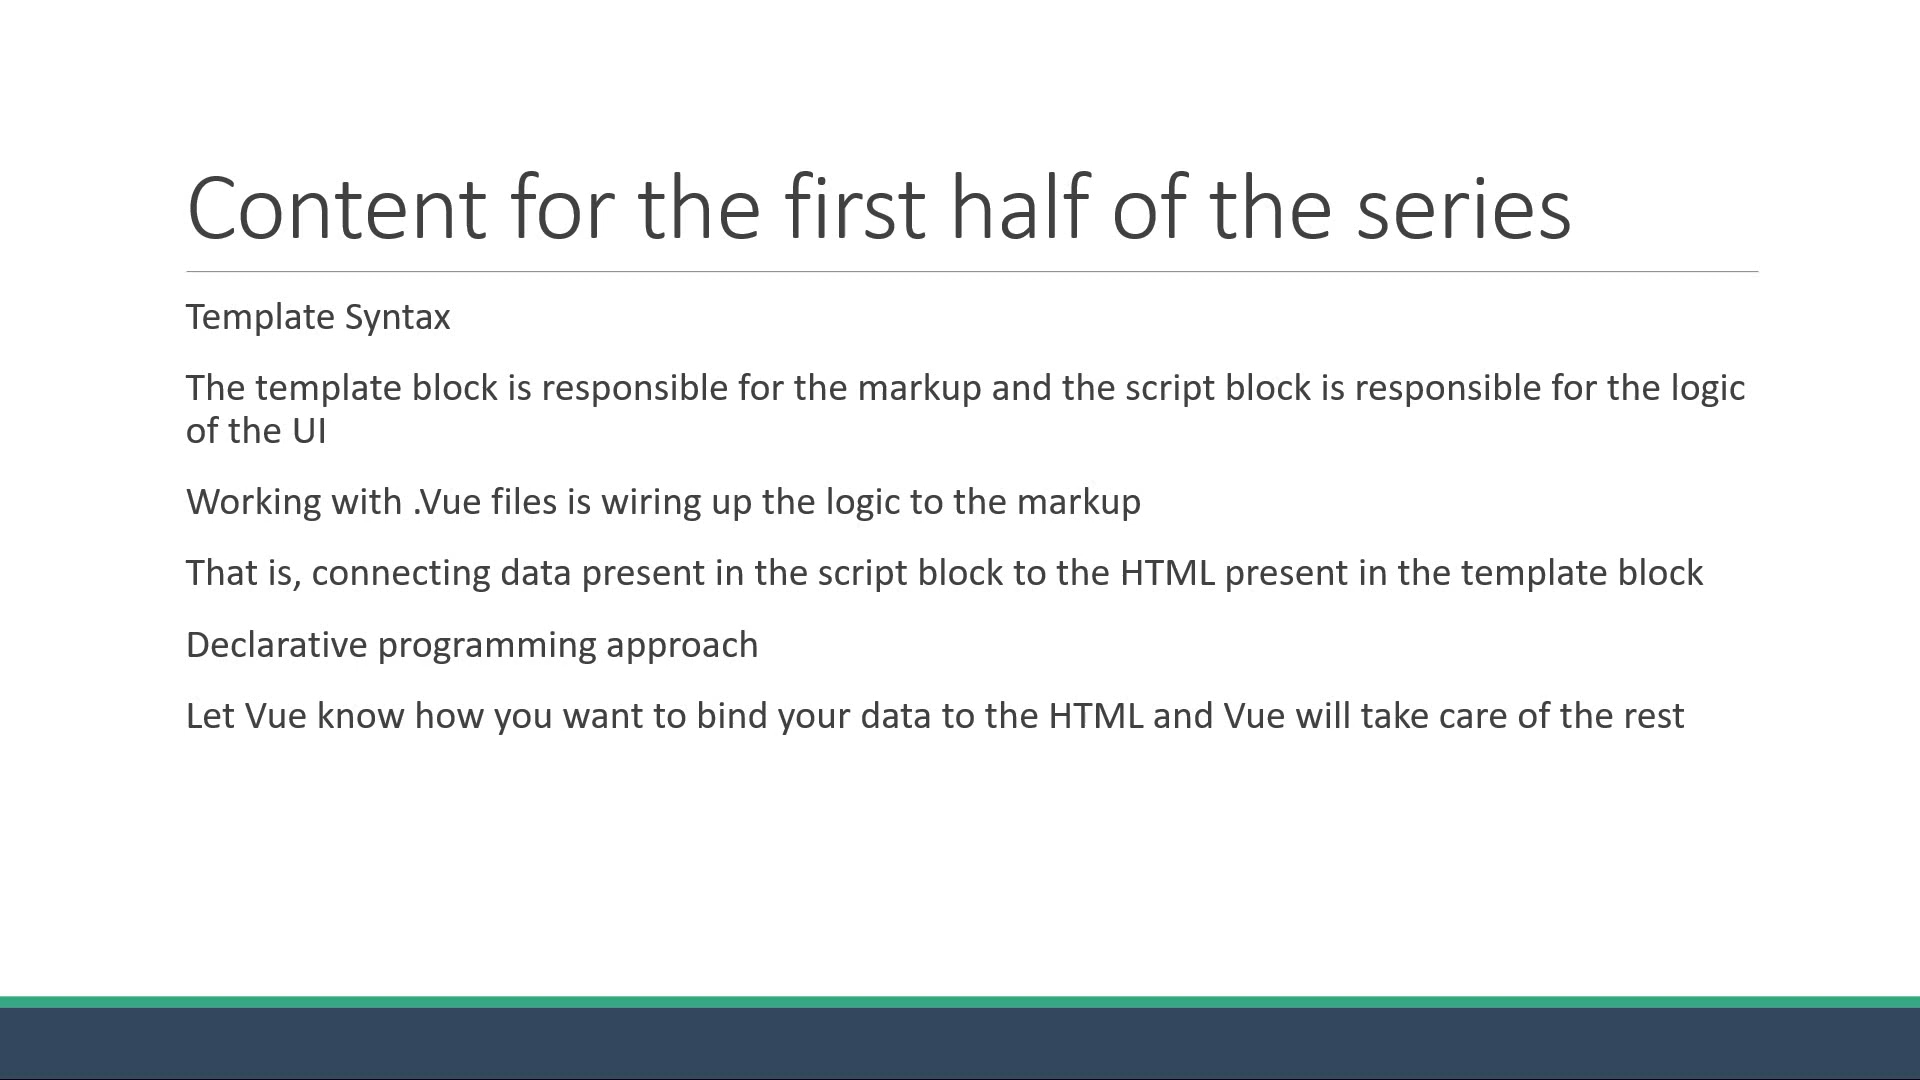 Content for the first half of the series
Template Syntax
The template block is responsible for the markup and the script block is responsible for the logic
of the UI
Working with .Vue files is wiring up the logic to the markup
That is, connecting data present in the script block to the HTML present in the template block
Declarative programming approach
Let Vue know how you want to bind your data to the HTML and Vue will take care of the rest